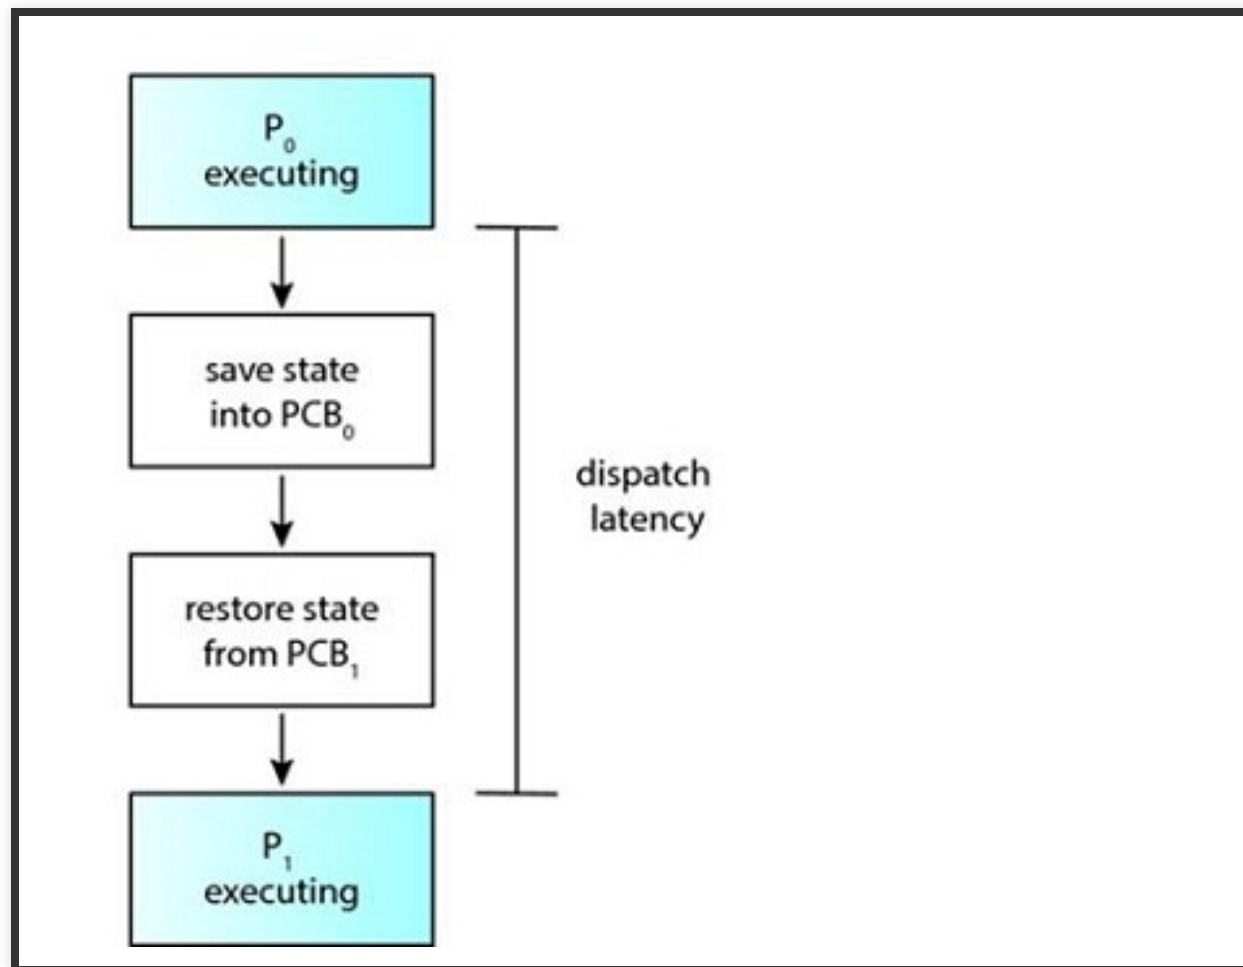 P₀
executing
save state
into PCB₀
dispatch
latency
restore state
from PCB₁
P₁
executing